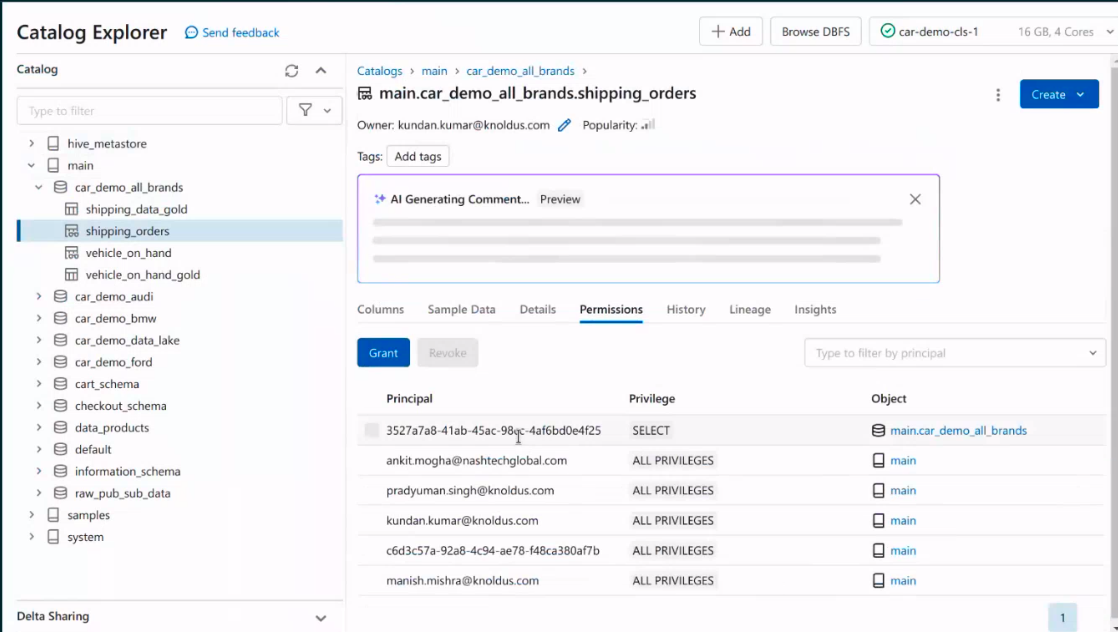 Catalog Explorer
Send feedback
Add
Browse DBFS
car-demo-cls-1
16 GB, 4 Cores
Catalog
Type to filter
hive_metastore
main
car_demo_all_brands
shipping_data_gold
shipping_orders
vehicle_on_hand
vehicle_on_hand_gold
car_demo_audi
car_demo_bmw
car_demo_data_lake
car_demo_ford
cart_schema
checkout_schema
data_products
default
information_schema
raw_pub_sub_data
samples
system
Delta Sharing
Catalogs > main > car_demo_all_brands >
main.car_demo_all_brands.shipping_orders
Create
Owner: kundan.kumar@knoldus.com Popularity:
Tags: Add tags
AI Generating Comment... Preview
Columns Sample Data Details Permissions History Lineage Insights
Grant Revoke
Type to filter by principal
Principal Privilege Object
3527a7a8-41ab-45ac-98cc-4af6bd0e4f25 SELECT main.car_demo_all_brands
ankit.mogha@nashtechglobal.com ALL PRIVILEGES main
pradyuman.singh@knoldus.com ALL PRIVILEGES main
kundan.kumar@knoldus.com ALL PRIVILEGES main
c6d3c57a-92a8-4c94-ae78-f48ca380af7b ALL PRIVILEGES main
manish.mishra@knoldus.com ALL PRIVILEGES main
1